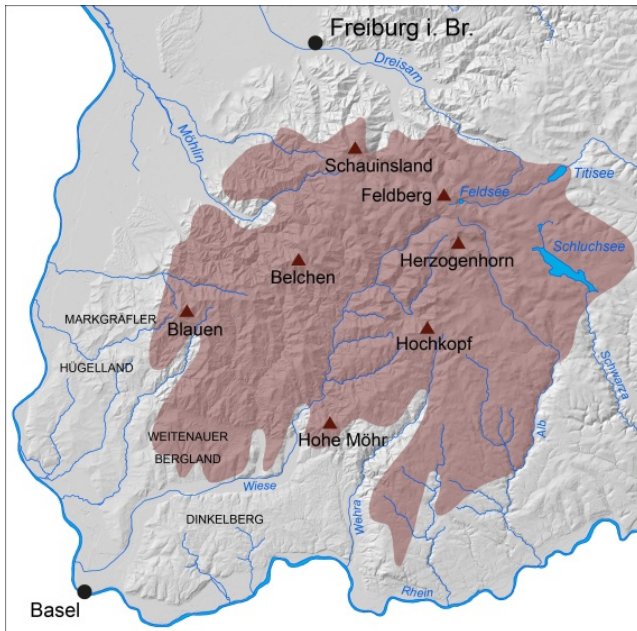 Freiburg i. Br.
Dreisam
Möhlin
Schauinsland
Titisee
Feldberg
Feldsee
Schluchsee
Herzogenhorn
Belchen
MARKGRÄFLER
Blauen
Hochkopf
HÜGELLAND
Schwarza
Hohe Möhr
Alb
WEITENAUER
BERGLAND
Wiese
Wehra
DINKELBERG
Rhein
Basel